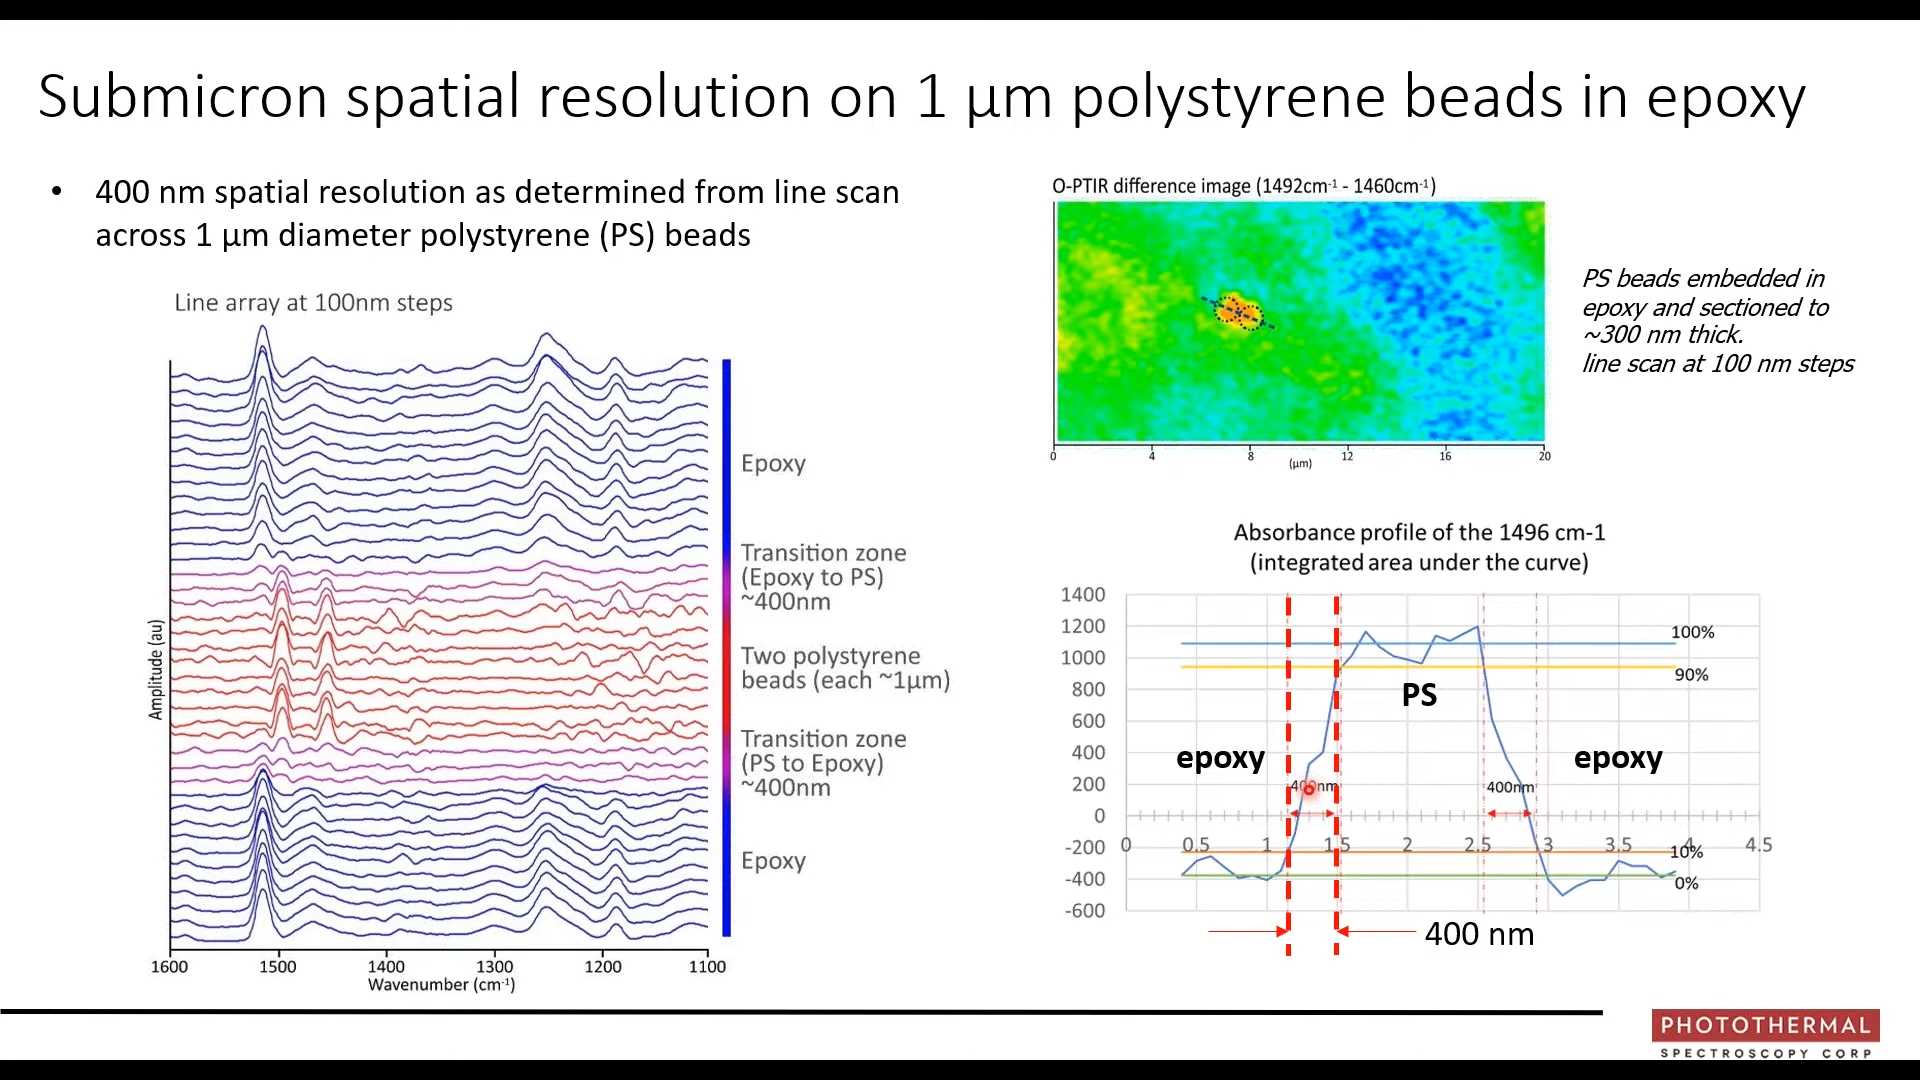 Submicron spatial resolution on 1 µm polystyrene beads in epoxy
• 400 nm spatial resolution as determined from line scan
across 1 µm diameter polystyrene (PS) beads
Line array at 100nm steps
Amplitude (au)
Epoxy
Transition zone
(Epoxy to PS)
~400nm
Two polystyrene
beads (each ~1µm)
Transition zone
(PS to Epoxy)
~400nm
Epoxy
1600 1500 1400 1300 1200 1100
Wavenumber (cm-1)
O-PTIR difference image (1492cm-1 - 1460cm-1)
0 4 8 12 16 20
(µm)
PS beads embedded in
epoxy and sectioned to
~300 nm thick.
line scan at 100 nm steps
Absorbance profile of the 1496 cm-1
(integrated area under the curve)
1400
1200
1000
800
600
400
200
0
-200
-400
-600
0 0.5 1 1.5 2 2.5 3 3.5 4 4.5
100%
90%
10%
0%
PS
epoxy
epoxy
400nm
400nm
400 nm
PHOTOTHERMAL
SPECTROSCOPY CORP